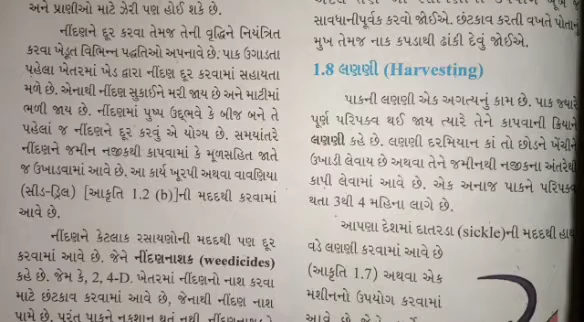 અને પ્રાણીઓ માટે ઝેરી પણ હોઈ શકે છે.
નીંદણને દૂર કરવા તેમજ તેની વૃદ્ધિને નિયંત્રિત
કરવા ખેડૂત વિભિન્ન પદ્ધતિઓ અપનાવે છે. પાક ઉગાડતા
પહેલા ખેતરમાં ખેડ દ્વારા નીંદણ દૂર કરવામાં સહાયતા
મળે છે. એનાથી નીંદણ સુકાઈને મરી જાય છે અને માટીમાં
ભળી જાય છે. નીંદણમાં પુષ્પ ઉદ્ભવે કે બીજ બને તે
પહેલાં જ નીંદણને દૂર કરવું એ યોગ્ય છે. સમયાંતરે
નીંદણને જમીન નજીકથી કાપવામાં કે મૂળસહિત જાતે
જ ઉખાડવામાં આવે છે. આ કાર્ય ખૂરપી અથવા વાવણિયા
(સીડ-ડ્રિલ) [આકૃતિ 1.2 (b)]ની મદદથી કરવામાં
આવે છે.
નીંદણને કેટલાક રસાયણોની મદદથી પણ દૂર
કરવામાં આવે છે. જેને નીંદણનાશક (weedicides)
કહે છે. જેમ કે, 2, 4-D. ખેતરમાં નીંદણનો નાશ કરવા
માટે છંટકાવ કરવામાં આવે છે, જેનાથી નીંદણ નાશ
પામે છે. પરંતુ પાકને નુકશાન થતું નથી
સાવધાનીપૂર્વક કરવો જોઈએ. છંટકાવ કરતી વખતે પોતાનું
મુખ તેમજ નાક કપડાથી ઢાંકી દેવું જોઈએ.
1.8 લણણી (Harvesting)
પાકની લણણી એક અગત્યનું કામ છે. પાક જ્યારે
પૂર્ણ પરિપક્વ થઈ જાય ત્યારે તેને કાપવાની ક્રિયાને
લણણી કહે છે. લણણી દરમિયાન કાં તો છોડને ખેંચીને
ઉખાડી લેવાય છે અથવા તેને જમીનથી નજીકના અંતરેથી
કાપી લેવામાં આવે છે. એક અનાજ પાકને પરિપક્વ
થતા 3થી 4 મહિના લાગે છે.
આપણા દેશમાં દાતરડા (sickle)ની મદદથી હાથ
વડે લણણી કરવામાં આવે છે
(આકૃતિ 1.7) અથવા એક
મશીનનો ઉપયોગ કરવામાં
આવે છે